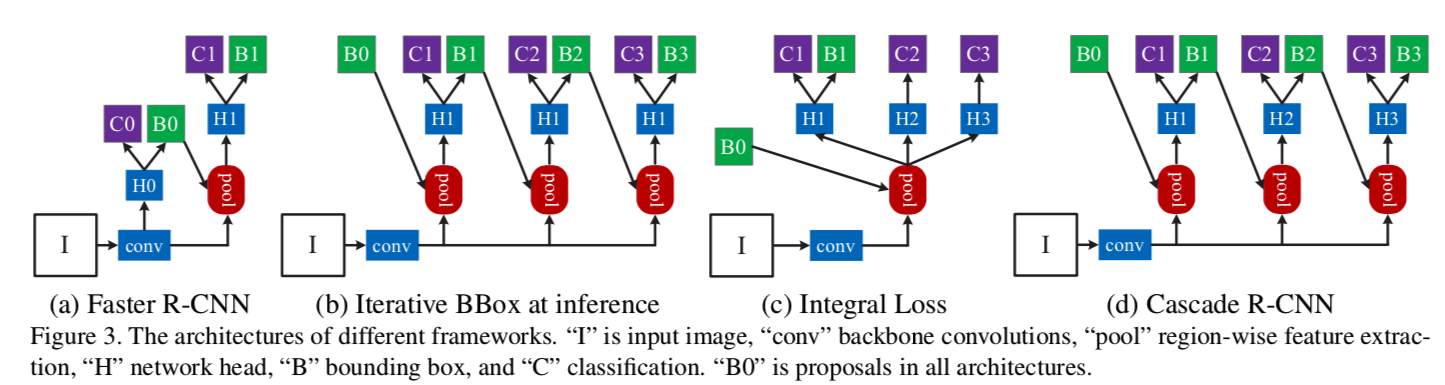 C1 B1 B0 C1 B1 C2 B2 C3 B3 C1 B1 C2 C3 B0 C1 B1 C2 B2 C3 B3
C0 B0 H1 H1 H1 H1 H1 H2 H3 H1 H2 H3
B0
H0 pool pool pool pool pool pool pool pool
I conv I conv I conv I conv
(a) Faster R-CNN (b) Iterative BBox at inference (c) Integral Loss (d) Cascade R-CNN
Figure 3. The architectures of different frameworks. “I” is input image, “conv” backbone convolutions, “pool” region-wise feature extrac-
tion, “H” network head, “B” bounding box, and “C” classification. “B0” is proposals in all architectures.